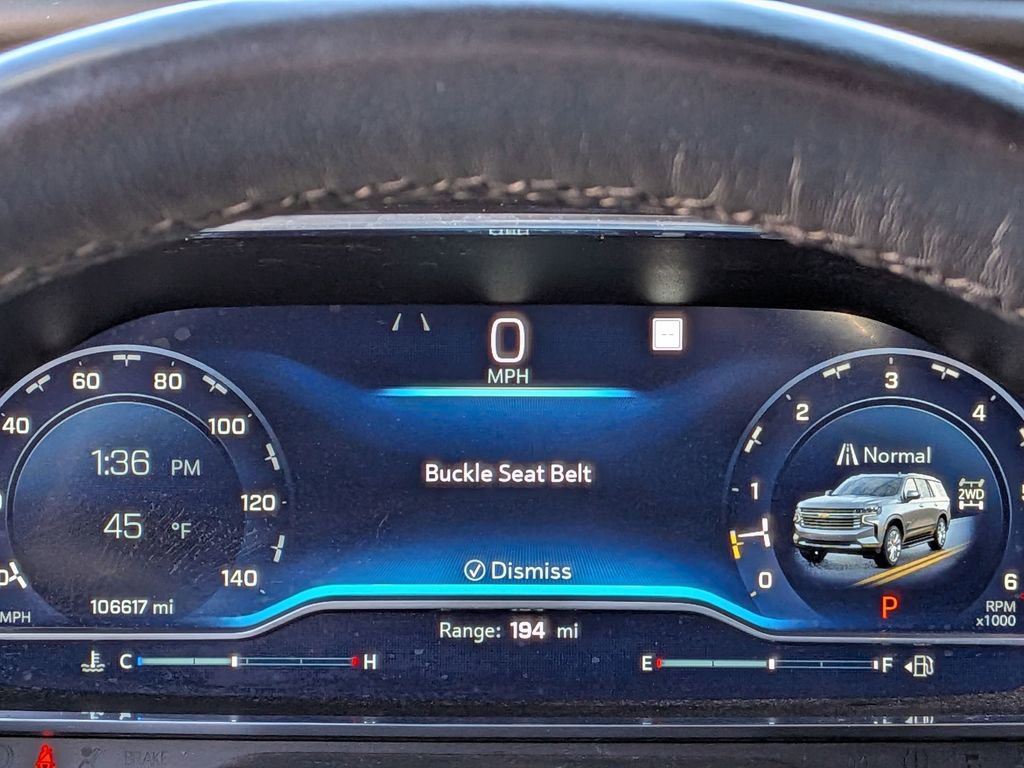 0
MPH
60
80
40
100
120
140
MPH
1:36 PM
45 °F
106617 mi
Buckle Seat Belt
Dismiss
Range: 194 mi
C
H
E
F
0
1
2
3
4
6
RPM
x1000
Normal
2WD
P
BRAKE